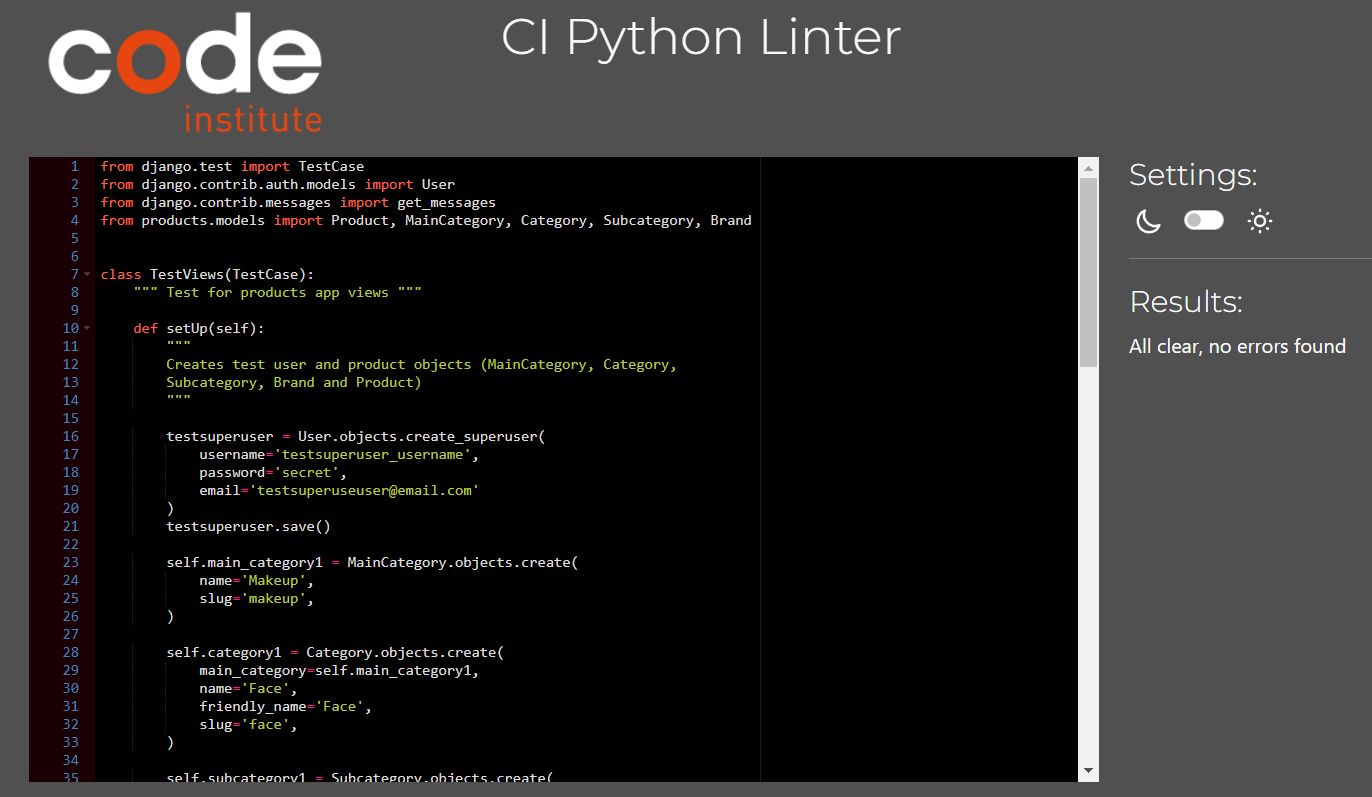 code
institute
CI Python Linter
1 from django.test import TestCase
2 from django.contrib.auth.models import User
3 from django.contrib.messages import get_messages
4 from products.models import Product, MainCategory, Category, Subcategory, Brand
5
6
7 class TestViews(TestCase):
8     """ Test for products app views """
9
10     def setUp(self):
11         """
12         Creates test user and product objects (MainCategory, Category,
13         Subcategory, Brand and Product)
14         """
15
16         testsuperuser = User.objects.create_superuser(
17             username='testsuperuser_username',
18             password='secret',
19             email='testsuperuseuser@email.com'
20         )
21         testsuperuser.save()
22
23         self.main_category1 = MainCategory.objects.create(
24             name='Makeup',
25             slug='makeup',
26         )
27
28         self.category1 = Category.objects.create(
29             main_category=self.main_category1,
30             name='Face',
31             friendly_name='Face',
32             slug='face',
33         )
34
35         self.subcategory1 = Subcategory.objects.create(
Settings:
Results:
All clear, no errors found